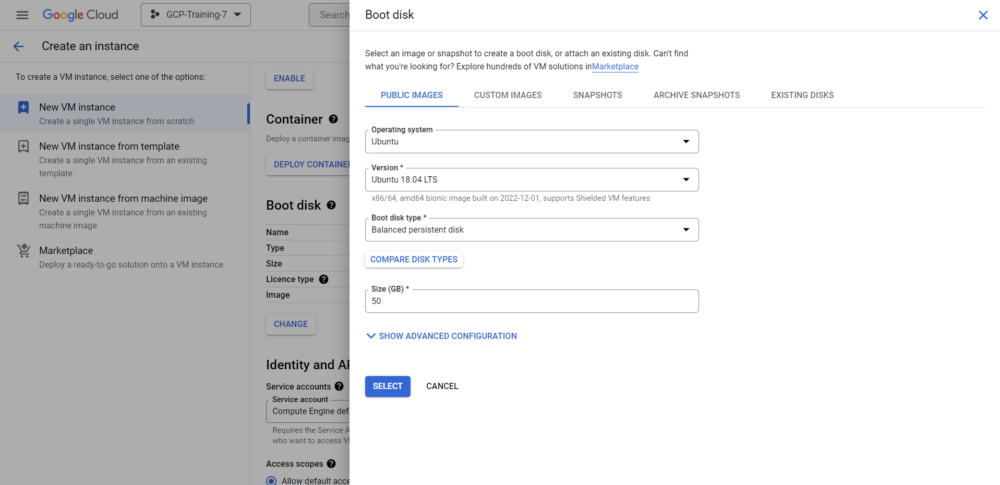 Google Cloud
GCP-Training-7
Search
Create an instance
To create a VM instance, select one of the options:
New VM instance
Create a single VM instance from scratch
New VM instance from template
Create a single VM instance from an existing
template
New VM instance from machine image
Create a single VM instance from an existing
machine image
Marketplace
Deploy a ready-to-go solution onto a VM instance
ENABLE
Container
Deploy a container imag
DEPLOY CONTAINER
Boot disk
Name
Type
Size
Licence type
Image
CHANGE
Identity and AP
Service accounts
Service account
Compute Engine defa
Requires the Service A
who want to access V
Access scopes
Allow default acce
Boot disk
Select an image or snapshot to create a boot disk, or attach an existing disk. Can't find
what you're looking for? Explore hundreds of VM solutions inMarketplace
PUBLIC IMAGES
CUSTOM IMAGES
SNAPSHOTS
ARCHIVE SNAPSHOTS
EXISTING DISKS
Operating system
Ubuntu
Version *
Ubuntu 18.04 LTS
x86/64, amd64 bionic image built on 2022-12-01, supports Shielded VM features
Boot disk type *
Balanced persistent disk
COMPARE DISK TYPES
Size (GB) *
50
SHOW ADVANCED CONFIGURATION
SELECT
CANCEL